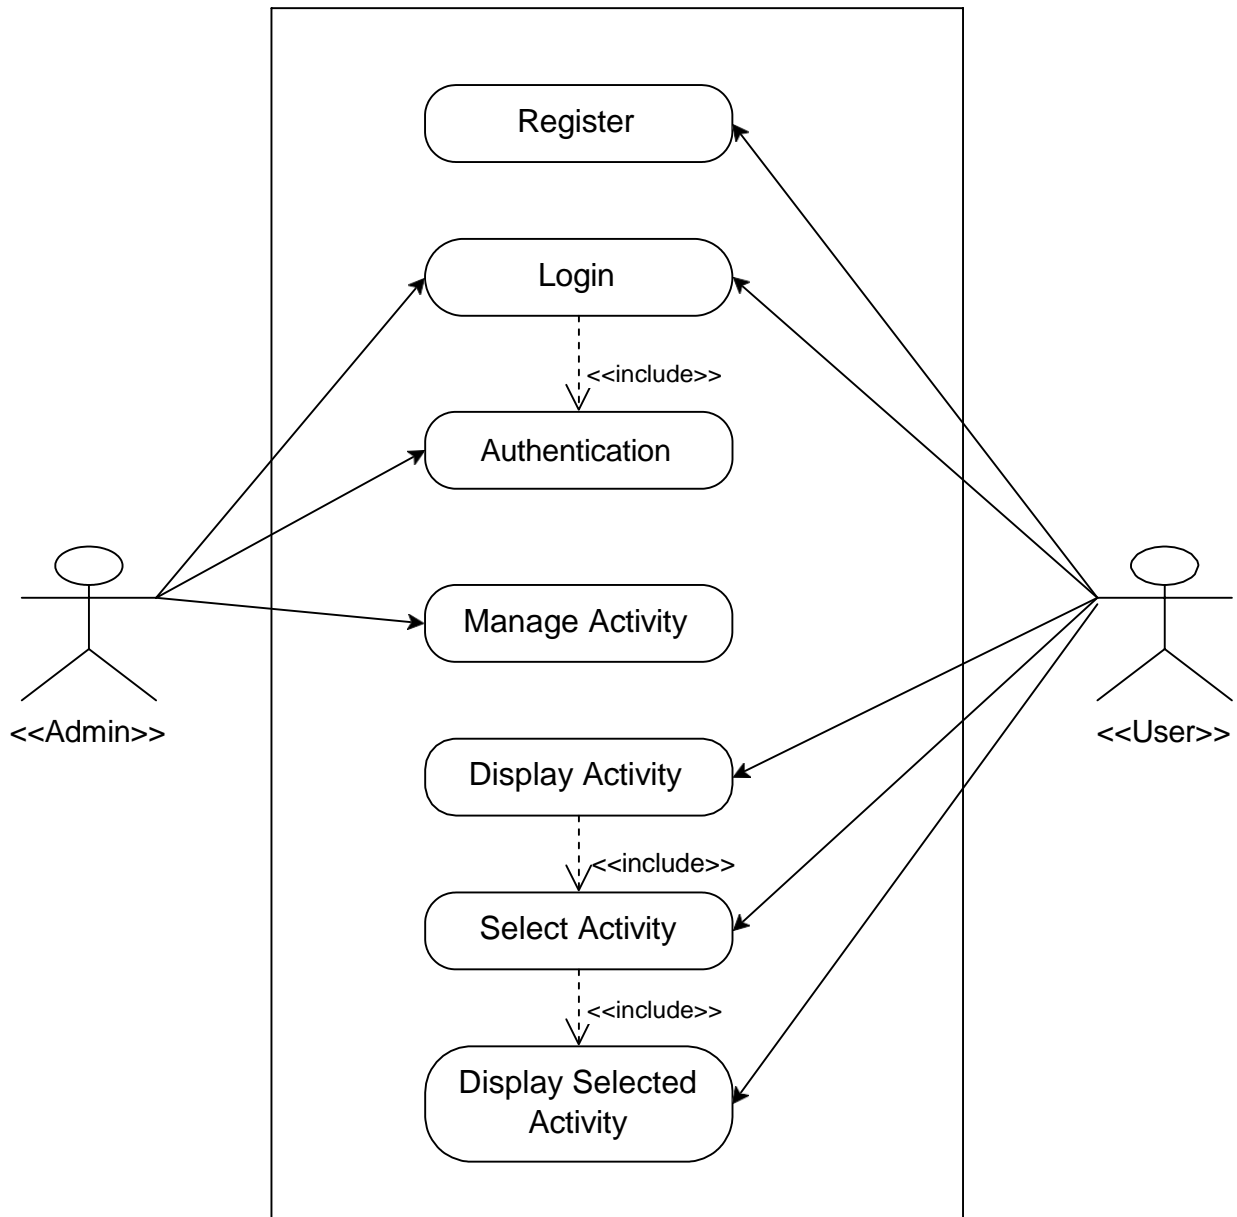 Register
Login
<<include>>
Authentication
Manage Activity
<<Admin>>
<<User>>
Display Activity
<<include>>
Select Activity
<<include>>
Display Selected
Activity